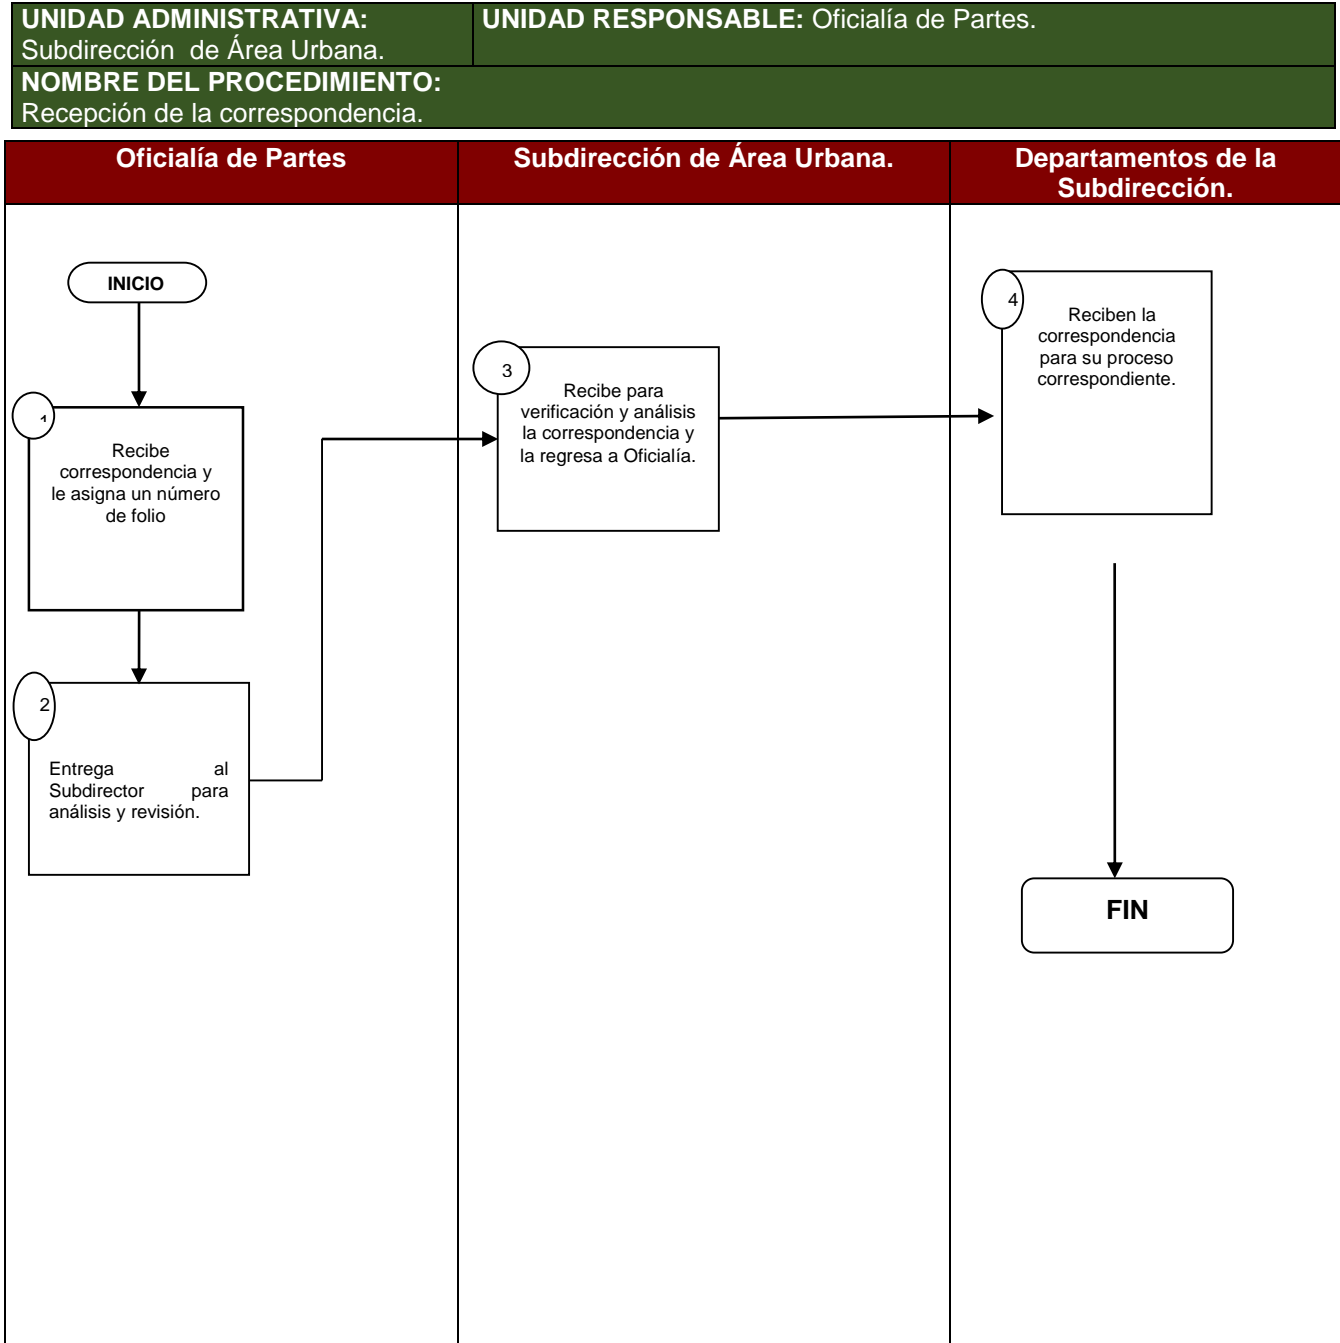 UNIDAD ADMINISTRATIVA:
Subdirección de Área Urbana.
UNIDAD RESPONSABLE: Oficialía de Partes.
NOMBRE DEL PROCEDIMIENTO:
Recepción de la correspondencia.
Oficialía de Partes
Subdirección de Área Urbana.
Departamentos de la
Subdirección.
INICIO
1
Recibe
correspondencia y
le asigna un número
de folio
2
Entrega al
Subdirector para
análisis y revisión.
3
Recibe para
verificación y análisis
la correspondencia y
la regresa a Oficialía.
4
Reciben la
correspondencia
para su proceso
correspondiente.
FIN